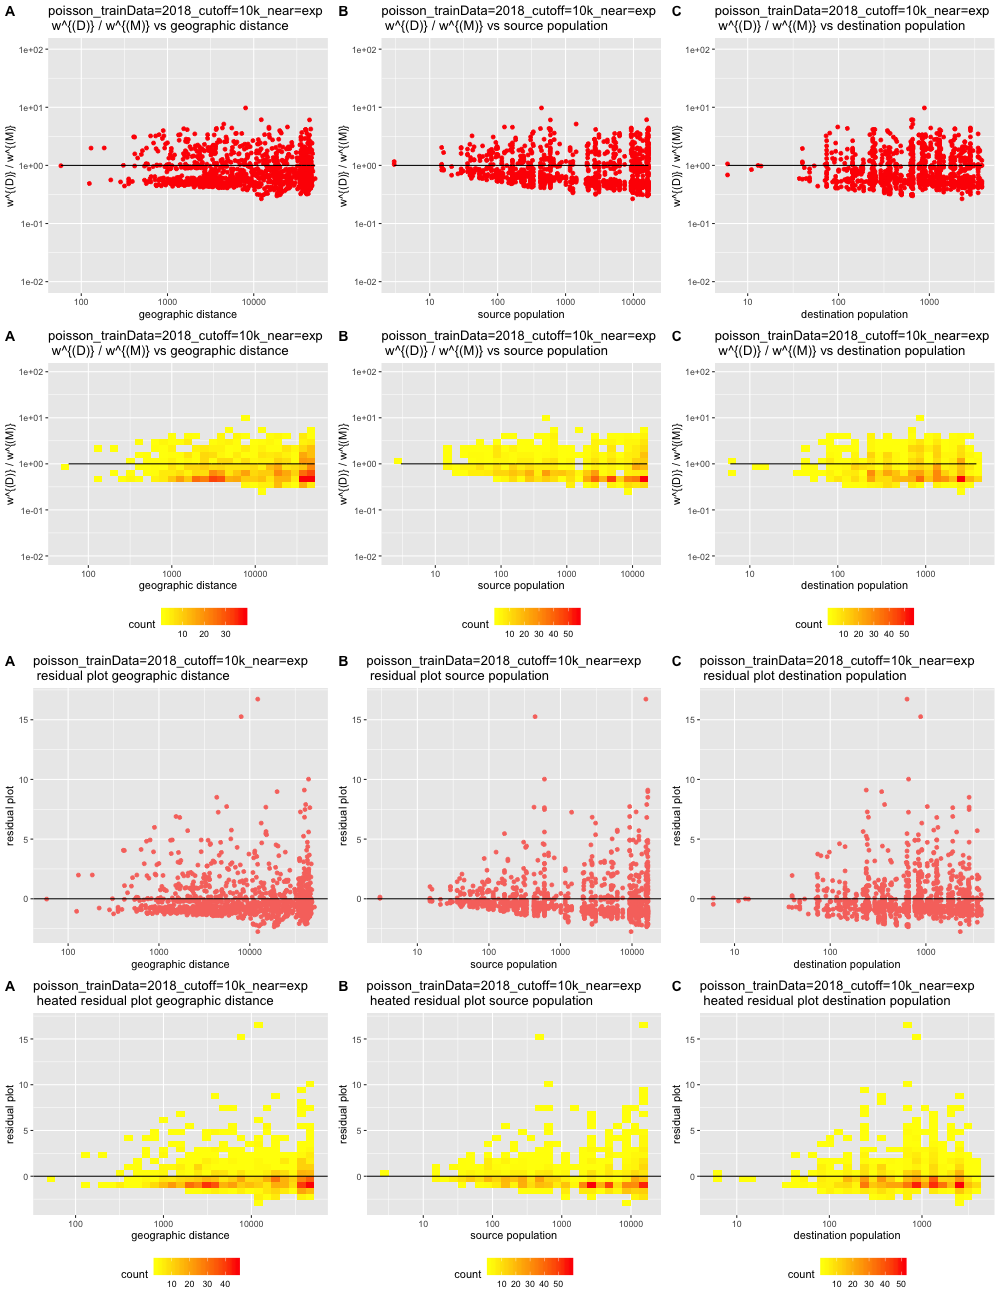 A
poisson_trainData=2018_cutoff=10k_near=exp
w^{(D)} / w^{(M)} vs geographic distance
1e+02
1e+01
1e+00
1e-01
1e-02
w^{(D)} / w^{(M)}
100
1000
10000
geographic distance
B
poisson_trainData=2018_cutoff=10k_near=exp
w^{(D)} / w^{(M)} vs source population
1e+02
1e+01
1e+00
1e-01
1e-02
w^{(D)} / w^{(M)}
10
100
1000
10000
source population
C
poisson_trainData=2018_cutoff=10k_near=exp
w^{(D)} / w^{(M)} vs destination population
1e+02
1e+01
1e+00
1e-01
1e-02
w^{(D)} / w^{(M)}
10
100
1000
destination population
A
poisson_trainData=2018_cutoff=10k_near=exp
w^{(D)} / w^{(M)} vs geographic distance
1e+02
1e+01
1e+00
1e-01
1e-02
w^{(D)} / w^{(M)}
100
1000
10000
geographic distance
count
10 20 30
B
poisson_trainData=2018_cutoff=10k_near=exp
w^{(D)} / w^{(M)} vs source population
1e+02
1e+01
1e+00
1e-01
1e-02
w^{(D)} / w^{(M)}
10
100
1000
10000
source population
count
10 20 30 40 50
C
poisson_trainData=2018_cutoff=10k_near=exp
w^{(D)} / w^{(M)} vs destination population
1e+02
1e+01
1e+00
1e-01
1e-02
w^{(D)} / w^{(M)}
10
100
1000
destination population
count
10 20 30 40 50
A
poisson_trainData=2018_cutoff=10k_near=exp
residual plot geographic distance
15
10
5
0
residual plot
100
1000
10000
geographic distance
B
poisson_trainData=2018_cutoff=10k_near=exp
residual plot source population
15
10
5
0
residual plot
10
100
1000
10000
source population
C
poisson_trainData=2018_cutoff=10k_near=exp
residual plot destination population
15
10
5
0
residual plot
10
100
1000
destination population
A
poisson_trainData=2018_cutoff=10k_near=exp
heated residual plot geographic distance
15
10
5
0
residual plot
100
1000
10000
geographic distance
count
10 20 30 40
B
poisson_trainData=2018_cutoff=10k_near=exp
heated residual plot source population
15
10
5
0
residual plot
10
100
1000
10000
source population
count
10 20 30 40 50
C
poisson_trainData=2018_cutoff=10k_near=exp
heated residual plot destination population
15
10
5
0
residual plot
10
100
1000
destination population
count
10 20 30 40 50